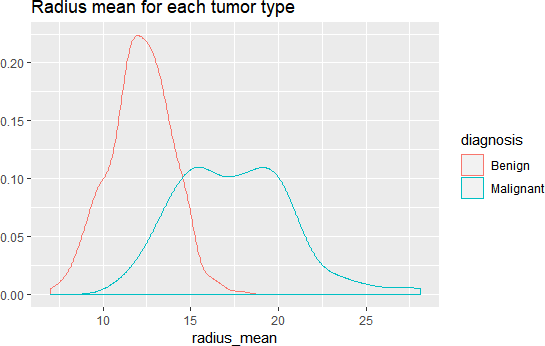 Radius mean for each tumor type
0.20
0.15
0.10
0.05
0.00
10
15
20
25
radius_mean
diagnosis
Benign
Malignant